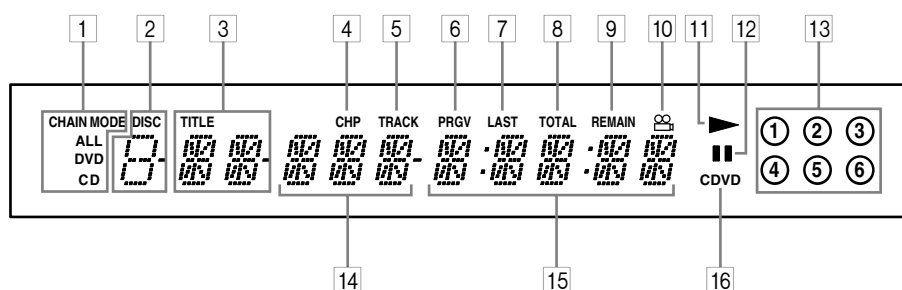 1 2 3 4 5 6 7 8 9 10 11 12 13
CHAIN MODE DISC TITLE CHP TRACK PRGV LAST TOTAL REMAIN
ALL
DVD
CD
1 2 3
4 5 6
CDVD
14 15 16